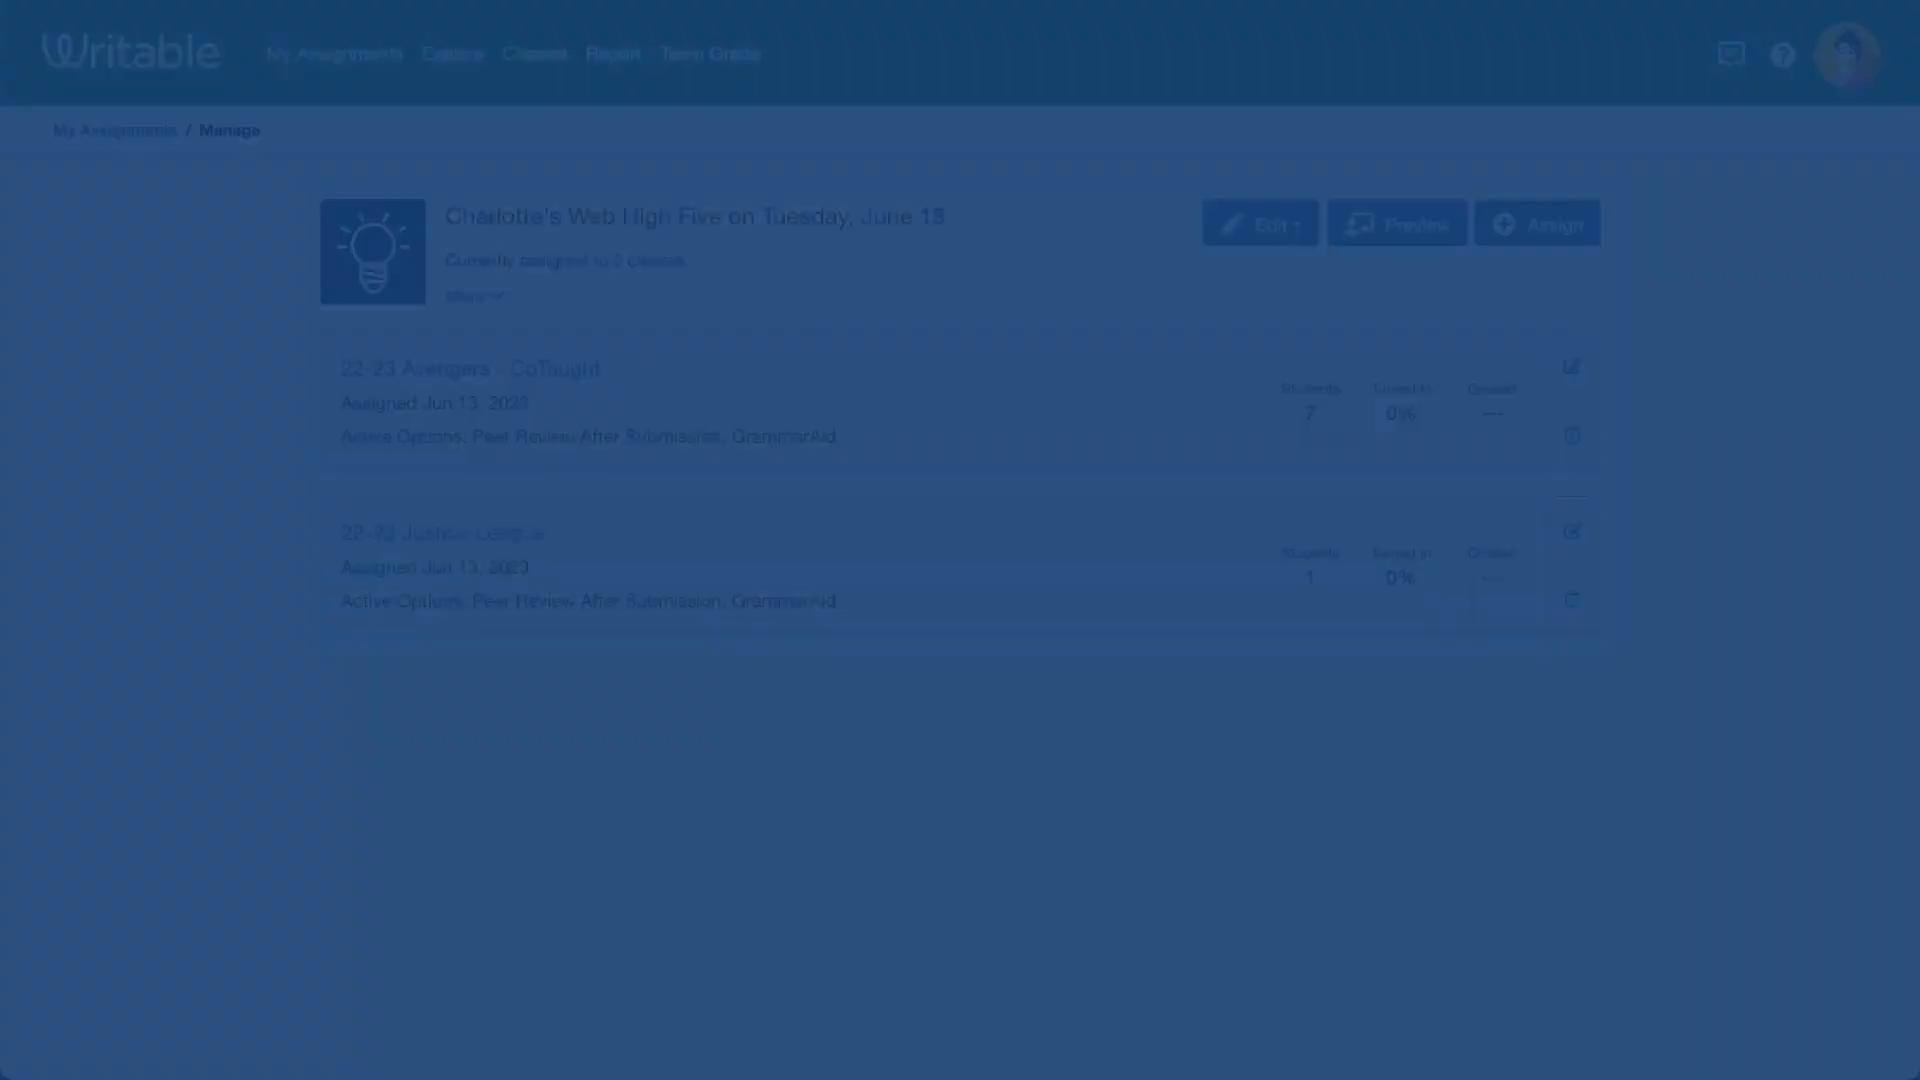 Writable
My Assignments Explore Classes Report Team Grade
My Assignments / Manage
Charlotte's Web High Five on Tuesday, June 13
Edit Preview Assign
Currently assigned to 2 classes
22-23 Avengers - CoTaught
Assigned Jun 13, 2023
Active Options: Peer Review After Submission, GrammarAid
Students Turned In Graded
7 0% ---
22-23 Justice League
Assigned Jun 13, 2023
Active Options: Peer Review After Submission, GrammarAid
Students Turned In Graded
1 0% ---